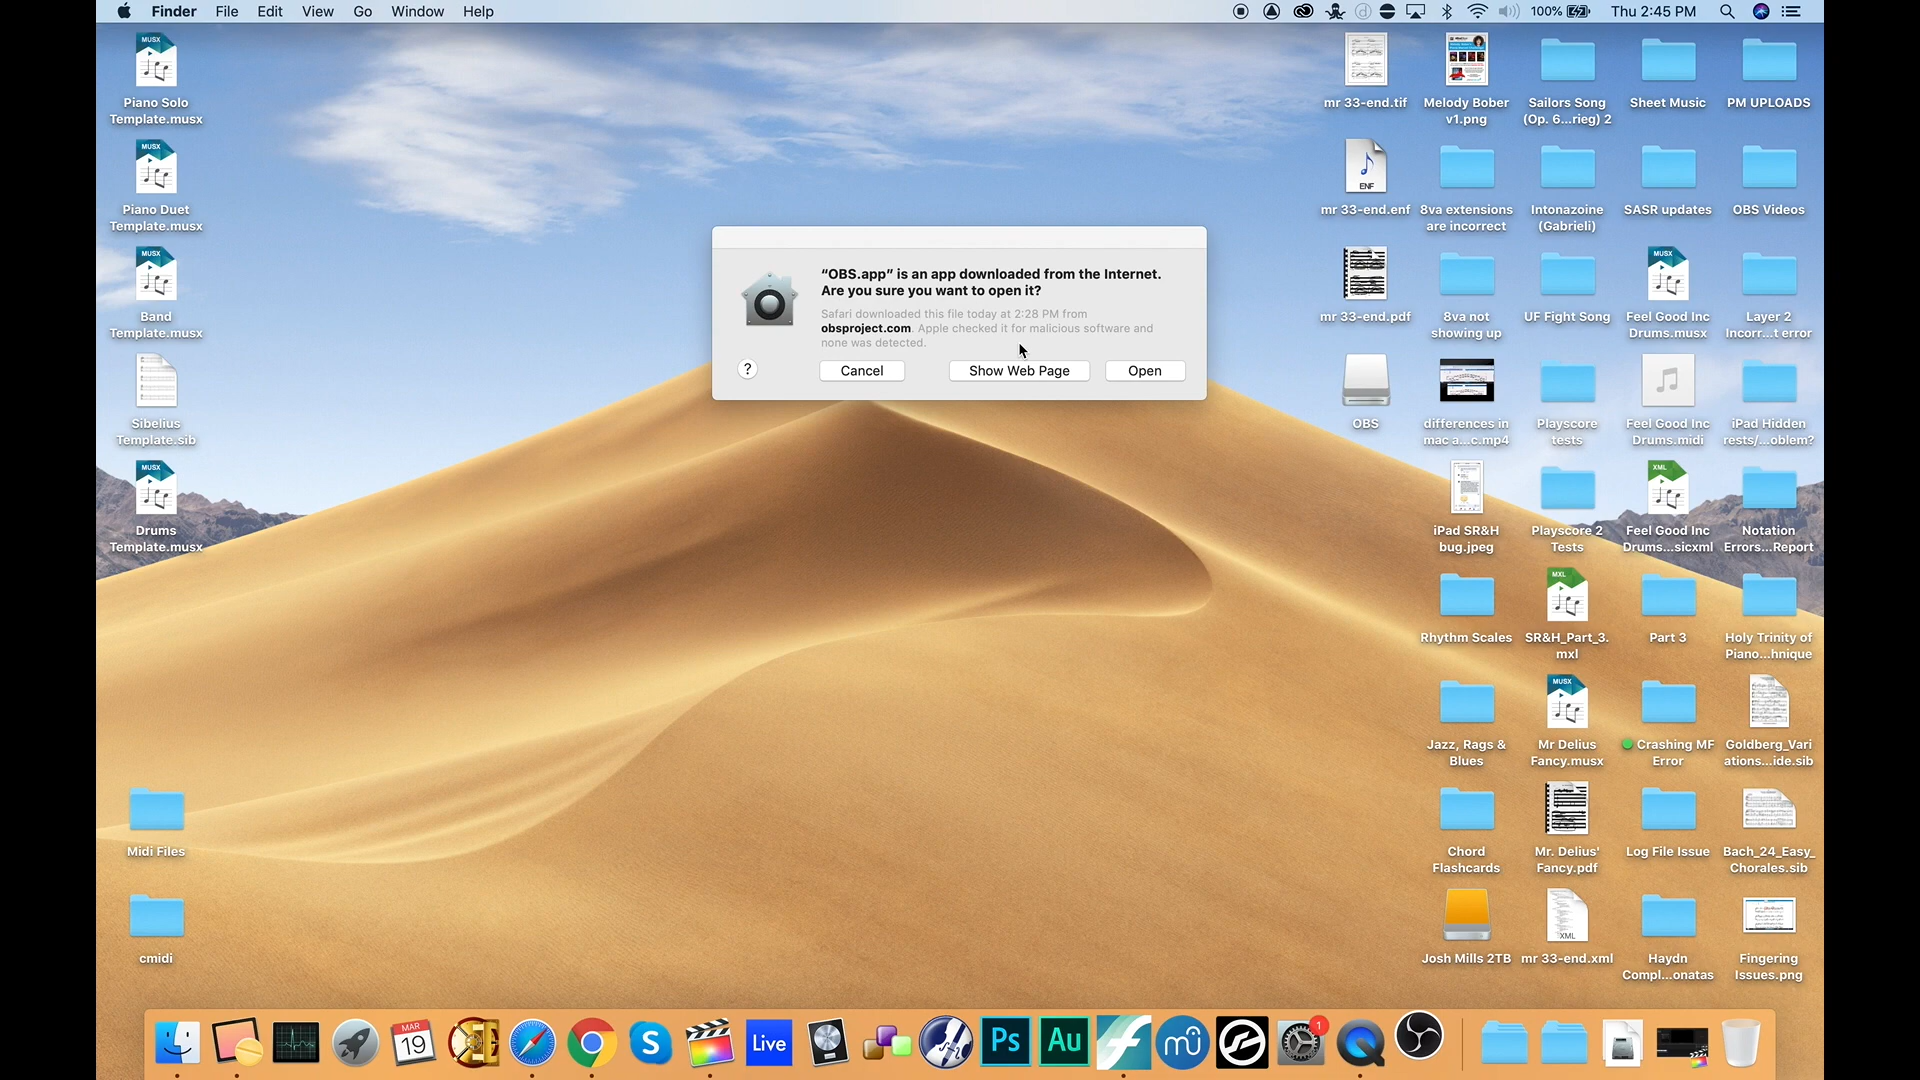 Finder File Edit View Go Window Help
100% Thu 2:45 PM
MUSX
Piano Solo
Template.musx
MUSX
Piano Duet
Template.musx
MUSX
Band
Template.musx
Sibelius
Template.sib
MUSX
Drums
Template.musx
Midi Files
cmidi
“OBS.app” is an app downloaded from the Internet.
Are you sure you want to open it?
Safari downloaded this file today at 2:28 PM from
obsproject.com. Apple checked it for malicious software and
none was detected.
?
Cancel
Show Web Page
Open
mr 33-end.tif
Melody Bober
v1.png
Sailors Song
(Op. 6...rieg) 2
Sheet Music
PM UPLOADS
ENF
mr 33-end.enf
8va extensions
are incorrect
Intonazoine
(Gabrieli)
SASR updates
OBS Videos
mr 33-end.pdf
8va not
showing up
UF Fight Song
MUSX
Feel Good Inc
Drums.musx
Layer 2
Incorr...t error
OBS
differences in
mac a...c.mp4
Playscore
tests
Feel Good Inc
Drums.midi
iPad Hidden
rests/...oblem?
iPad SR&H
bug.jpeg
Playscore 2
Tests
XML
Feel Good Inc
Drums...sicxml
Notation
Errors...Report
Rhythm Scales
MXL
SR&H_Part_3.
mxl
Part 3
Holy Trinity of
Piano...hnique
Jazz, Rags &
Blues
MUSX
Mr Delius
Fancy.musx
Crashing MF
Error
Goldberg_Vari
ations...ide.sib
Chord
Flashcards
Mr. Delius'
Fancy.pdf
Log File Issue
Bach_24_Easy_
Chorales.sib
Josh Mills 2TB
XML
mr 33-end.xml
Haydn
Compl...onatas
Fingering
Issues.png
MAR
19
S
Live
Ps
Au
1